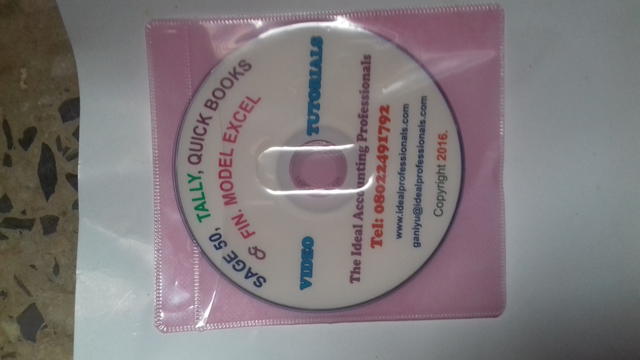 SAGE 50, TALLY, QUICK BOOKS
& FIN. MODEL EXCEL
VIDEO TUTORIALS
The Ideal Accounting Professionals
Tel: 08022491792
www.idealprofessionals.com
ganiyu@idealprofessionals.com
Copyright 2016.